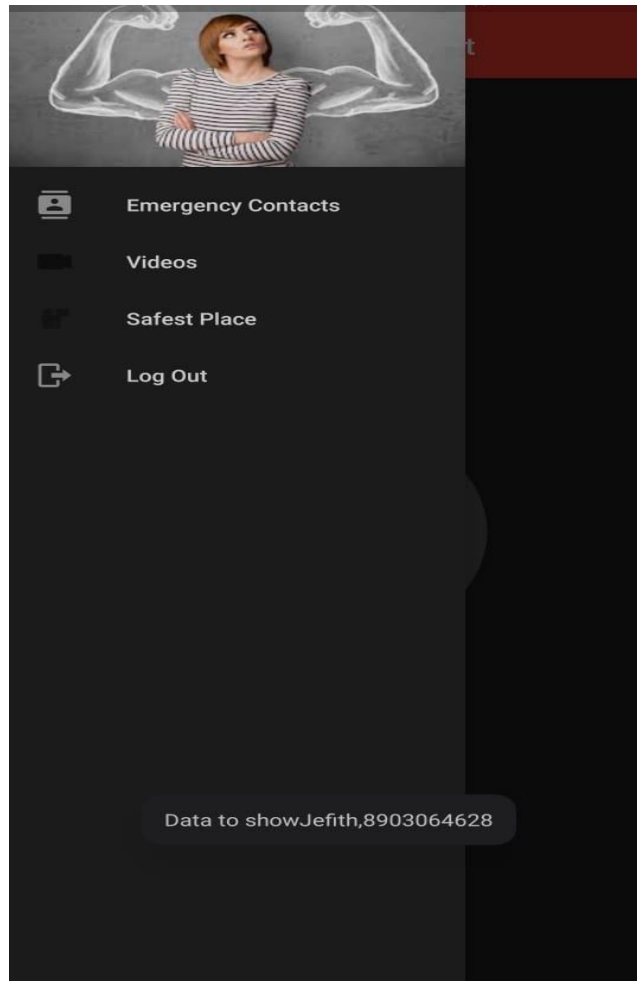 t
Emergency Contacts
Videos
Safest Place
Log Out
Data to showJefith,8903064628